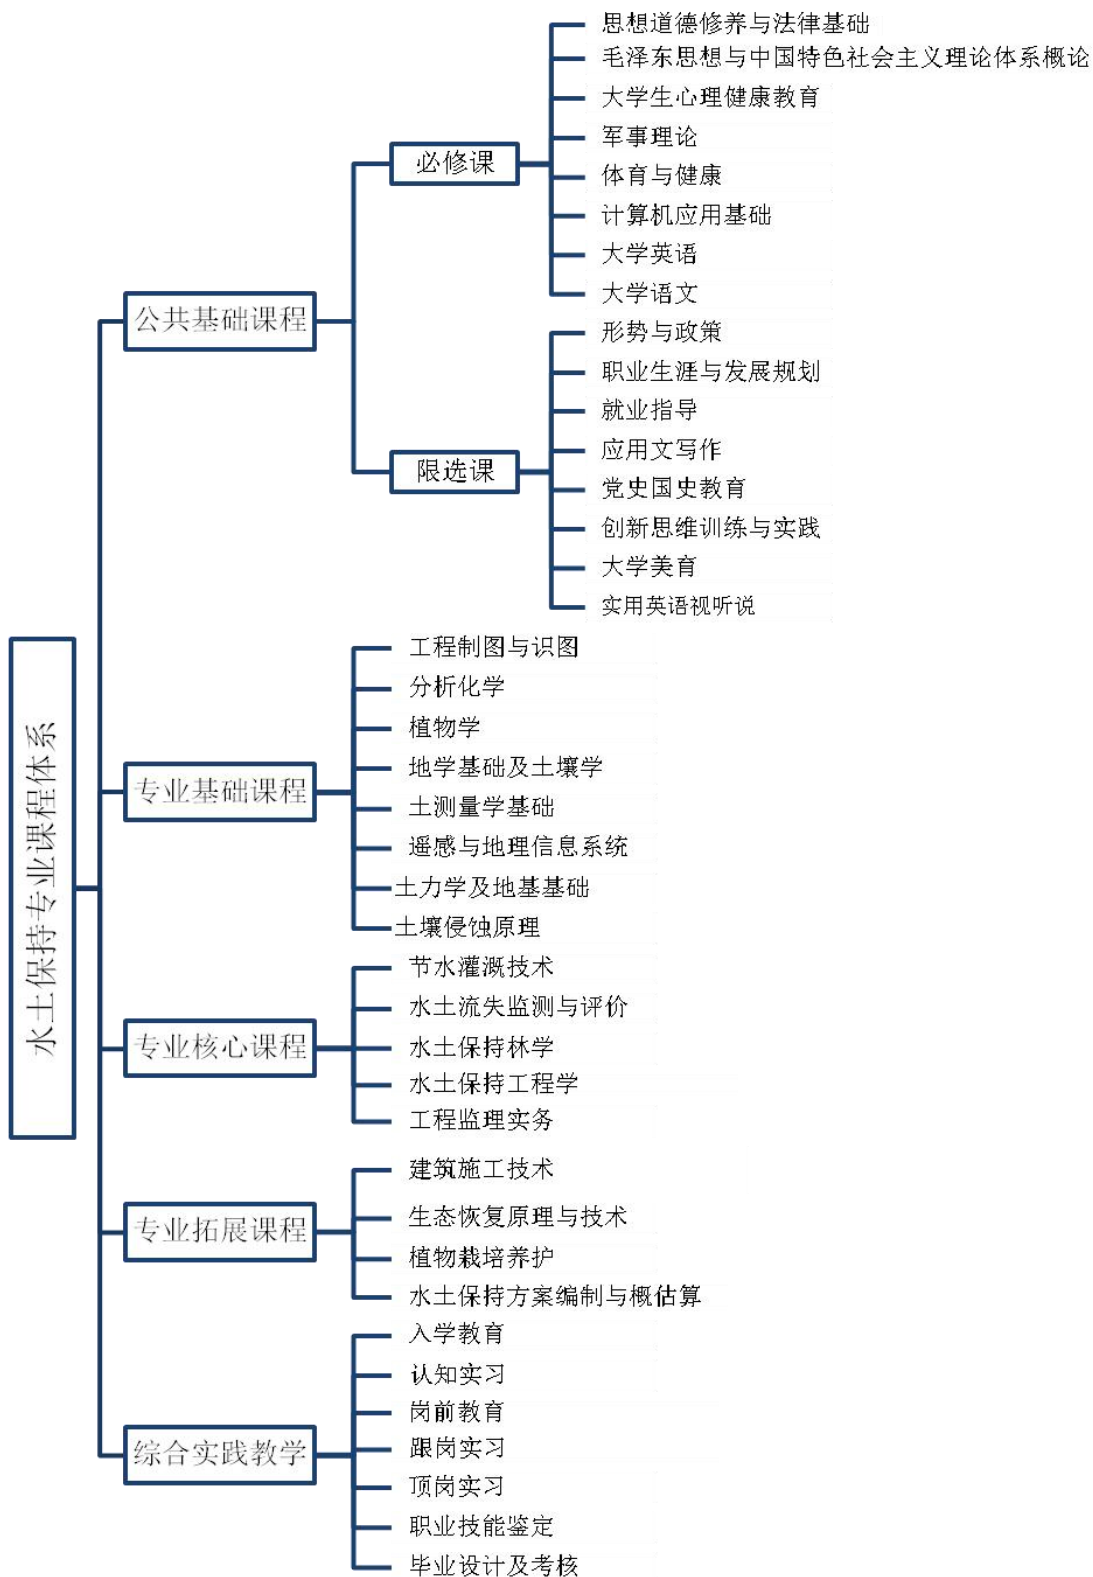 水土保持专业课程体系
公共基础课程
必修课
思想道德修养与法律基础
毛泽东思想与中国特色社会主义理论体系概论
大学生心理健康教育
军事理论
体育与健康
计算机应用基础
大学英语
大学语文
限选课
形势与政策
职业生涯与发展规划
就业指导
应用文写作
党史国史教育
创新思维训练与实践
大学美育
实用英语视听说
专业基础课程
工程制图与识图
分析化学
植物学
地学基础及土壤学
土测量学基础
遥感与地理信息系统
土力学及地基基础
土壤侵蚀原理
专业核心课程
节水灌溉技术
水土流失监测与评价
水土保持林学
水土保持工程学
工程监理实务
专业拓展课程
建筑施工技术
生态恢复原理与技术
植物栽培养护
水土保持方案编制与概估算
综合实践教学
入学教育
认知实习
岗前教育
跟岗实习
顶岗实习
职业技能鉴定
毕业设计及考核